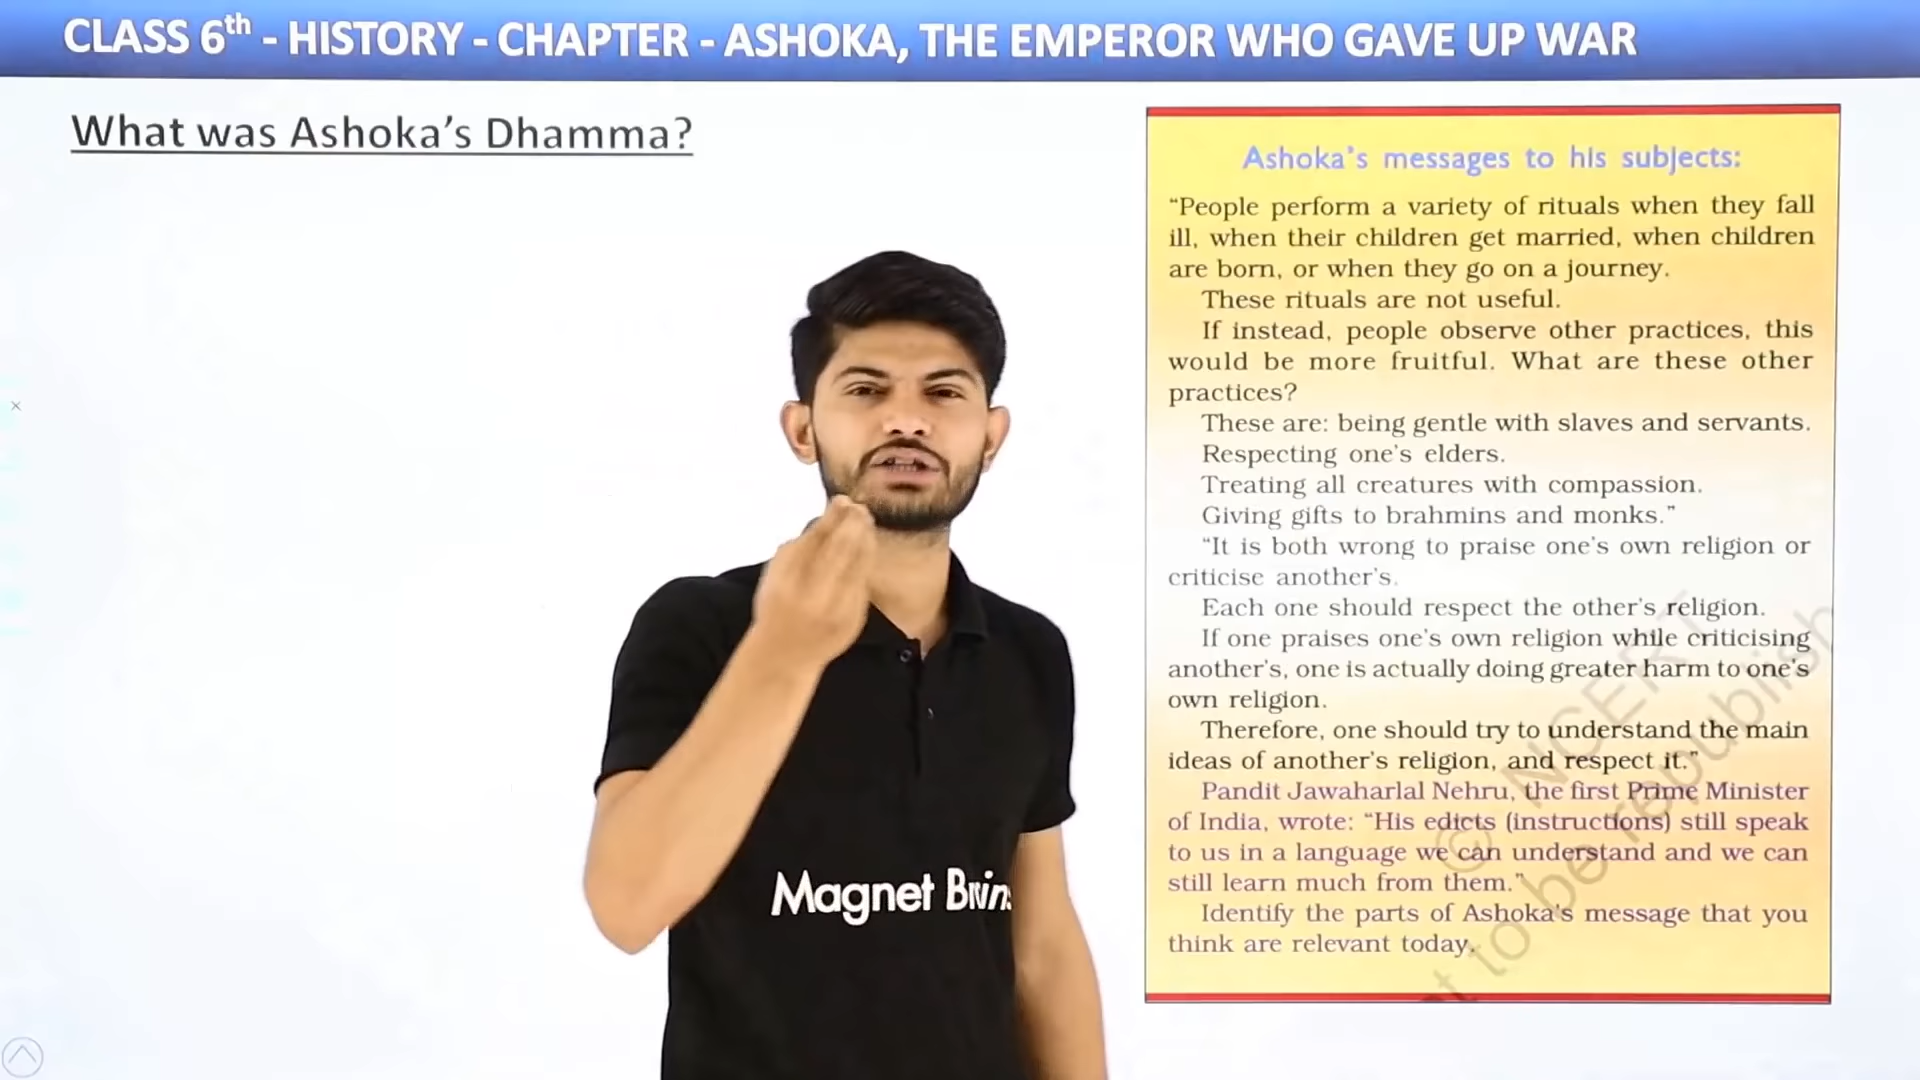 CLASS 6th - HISTORY - CHAPTER - ASHOKA, THE EMPEROR WHO GAVE UP WAR
What was Ashoka's Dhamma?
Ashoka's messages to his subjects:
“People perform a variety of rituals when they fall
ill, when their children get married, when children
are born, or when they go on a journey.
These rituals are not useful.
If instead, people observe other practices, this
would be more fruitful. What are these other
practices?
These are: being gentle with slaves and servants.
Respecting one's elders.
Treating all creatures with compassion.
Giving gifts to brahmins and monks.”
“It is both wrong to praise one's own religion or
criticise another's.
Each one should respect the other's religion.
If one praises one's own religion while criticising
another's, one is actually doing greater harm to one's
own religion.
Therefore, one should try to understand the main
ideas of another's religion, and respect it.”
Pandit Jawaharlal Nehru, the first Prime Minister
of India, wrote: “His edicts (instructions) still speak
to us in a language we can understand and we can
still learn much from them.”
Identify the parts of Ashoka's message that you
think are relevant today.
© NCERT
to be republish
Magnet Brains